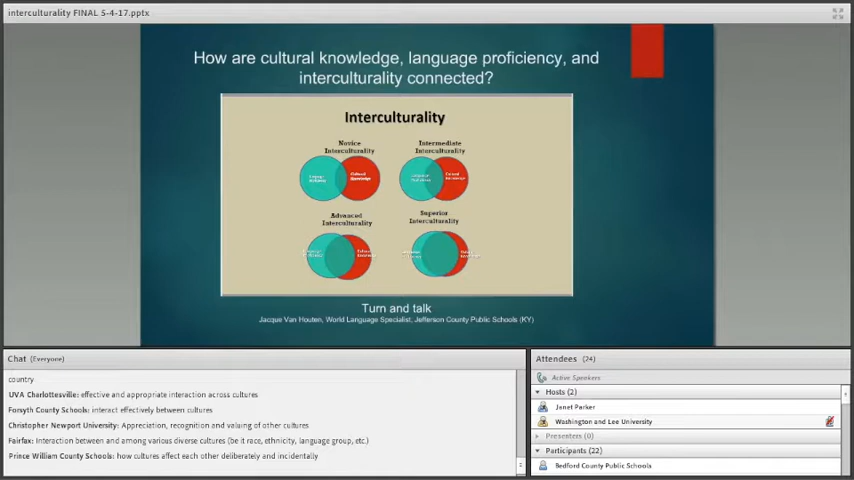 interculturality FINAL 5-4-17.pptx
How are cultural knowledge, language proficiency, and
interculturality connected?
Interculturality
Novice
Interculturality
Intermediate
Interculturality
Cultural
Knowledge
Advanced
Interculturality
Superior
Interculturality
Turn and talk
Jacque Van Houten, World Language Specialist; Jefferson County Public Schools (KY)
Chat (Everyone)
country
UVA Charlottesville: effective and appropriate interaction across cultures
Forsyth County Schools: interact effectively between cultures
Christopher Newport University: Appreciation, recognition and valuing of other cultures
Fairfax: Interaction between and among various diverse cultures (be it race, ethnicity, language group, etc.)
Prince William County Schools: how cultures affect each other deliberately and incidentally
Attendees (24)
Active Speakers
Hosts (2)
Janet Parker
Washington and Lee University
Presenters (0)
Participants (22)
Bedford County Public Schools